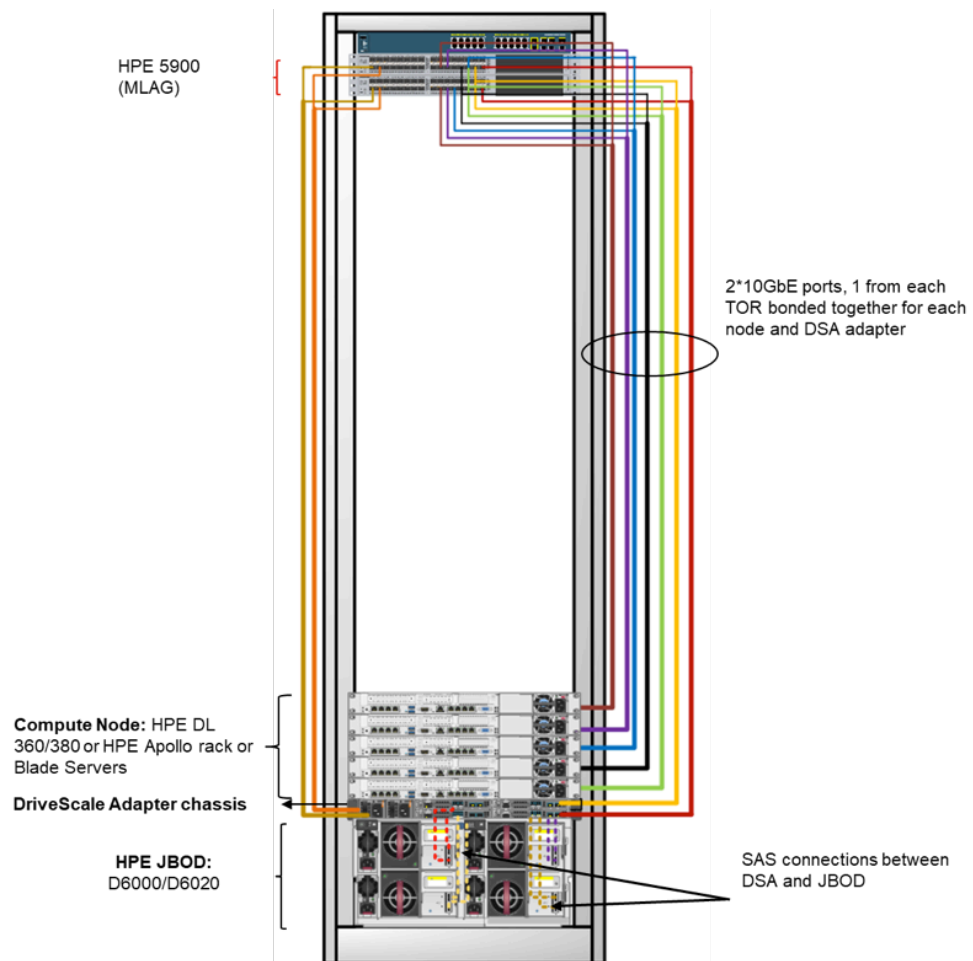 HPE 5900
(MLAG)
2*10GbE ports, 1 from each
TOR bonded together for each
node and DSA adapter
Compute Node: HPE DL
360/380 or HPE Apollo rack or
Blade Servers
DriveScale Adapter chassis
HPE JBOD:
D6000/D6020
SAS connections between
DSA and JBOD